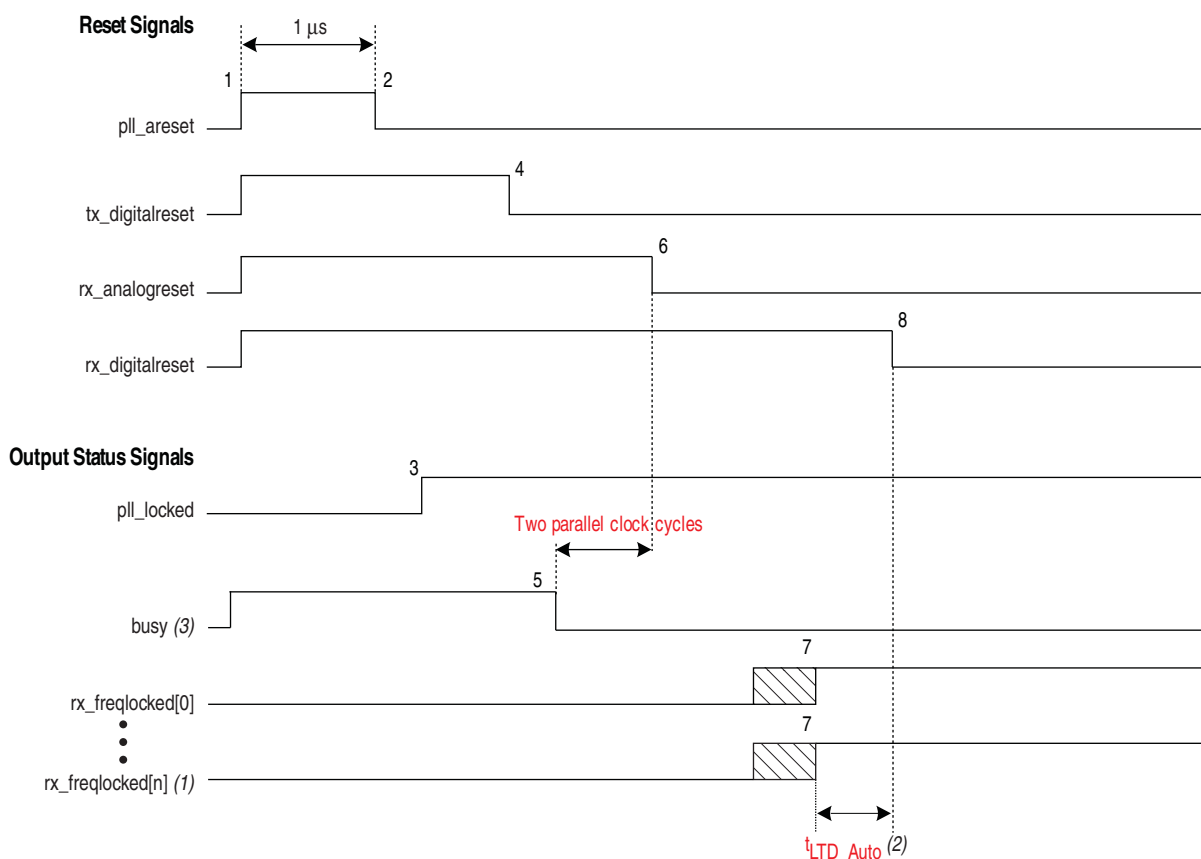 Reset Signals
1 μs
1
2
pll_areset
4
tx_digitalreset
6
rx_analogreset
8
rx_digitalreset
Output Status Signals
3
pll_locked
Two parallel clock cycles
5
busy (3)
7
rx_freqlocked[0]
7
rx_freqlocked[n] (1)
tLTD_Auto (2)